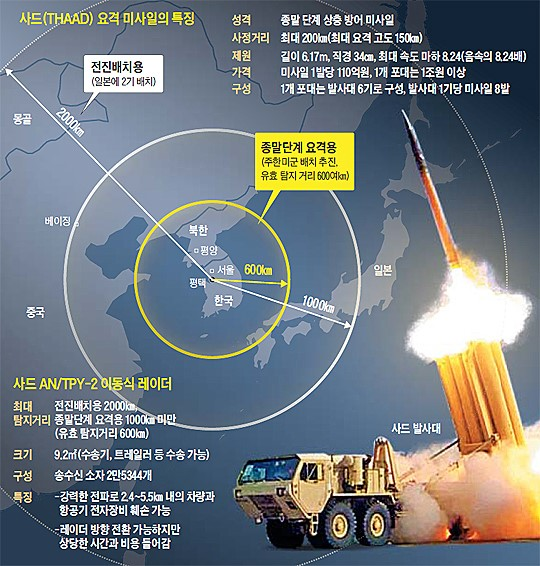 사드(THAAD) 요격 미사일의 특징
성격 종말 단계 상층 방어 미사일
사정거리 최대 200㎞(최대 요격 고도 150㎞)
제원 길이 6.17m, 직경 34㎝, 최대 속도 마하 8.24(음속의 8.24배)
가격 미사일 1발당 110억원, 1개 포대는 1조원 이상
구성 1개 포대는 발사대 6기로 구성, 발사대 1기당 미사일 8발
전진배치용
(일본에 2기 배치)
몽골
2000㎞
종말단계 요격용
(주한미군 배치 추진,
유효 탐지 거리 600여㎞)
베이징
북한
평양
서울
600㎞
일본
평택
한국
1000㎞
중국
사드 AN/TPY-2 이동식 레이더
최대 전진배치용 2000㎞,
탐지거리 종말단계 요격용 1000㎞ 미만
(유효 탐지거리 600㎞)
크기 9.2㎡(수송기, 트레일러 등 수송 가능)
구성 송수신 소자 2만5344개
특징 -강력한 전파로 2.4~5.5㎞ 내의 차량과
항공기 전자장비 훼손 가능
-레이더 방향 전환 가능하지만
상당한 시간과 비용 들어감
사드 발사대